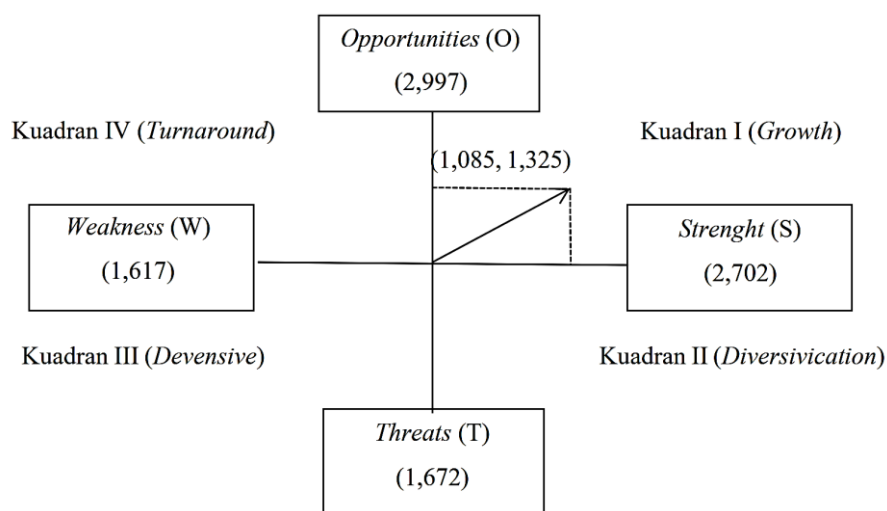 Opportunities (O)
(2,997)
Kuadran IV (Turnaround)
Kuadran I (Growth)
(1,085, 1,325)
Weakness (W)
(1,617)
Strenght (S)
(2,702)
Kuadran III (Devensive)
Kuadran II (Diversivication)
Threats (T)
(1,672)